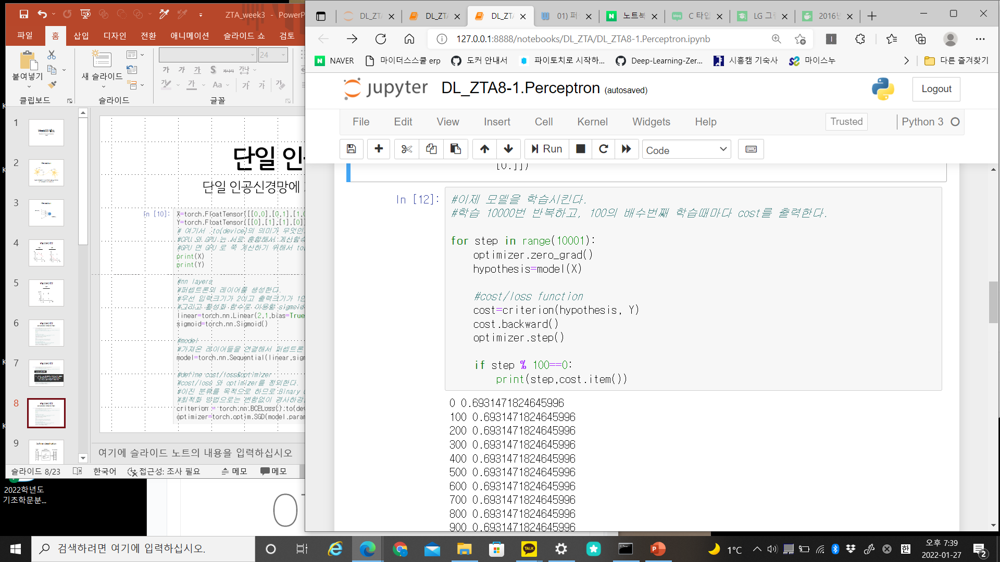 ZTA_week3 - PowerP
파일 홈 삽입 디자인 전환 애니메이션 슬라이드 쇼 검토
붙여넣기
새 슬라이드
24
가 가 가 S 가나다 간갸
가 가 Aa 가 가
클립보드 슬라이드 글꼴
1
2
3
4
5
6
7
8
9
Perceptron
Perceptron
단일 인
단일 인공신경망에
In [10]:
X=torch.FloatTensor([[0,0],[0,1],[1,0
Y=torch.FloatTensor([[0],[1],[1],[0]]
# 여기서 .to(device)의 의미가 무엇인
#CPU 와 GPU 는 서로 혼합해서 계산할수
#GPU 면 GPU 로 쭉 계산하기 위해서 to
print(X)
print(Y)
#nn layers
#퍼셉트론의 레이어를 생성한다.
#우선 입력크기가 2이고 출력크기가 1인
#그리고 활성화 함수로 이용할 sigmoid
linear=torch.nn.Linear(2,1,bias=True
sigmoid=torch.nn.Sigmoid()
#model
#가져온 레이어들을 연결해서 퍼셉트론
model=torch.nn.Sequential(linear,sigm
#define cost/loss&optimizer
#cost/loss 와 optimizer를 정의한다.
#이진 분류를 목적으로 하므로 Binary
#최적화 방법으로는 변함없이 경사하강
criterion = torch.nn.BCELoss().to(dev
optimizer=torch.optim.SGD(model.param
여기에 슬라이드 노트의 내용을 입력하십시오
슬라이드 8/23 한국어 접근성: 조사 필요 메모 메모
2022학년도
기초학문분...
DL_ZTA DL_ZTA DL_ZTA 01) 퍼 노트북 C 타입 LG 그램 2016년
127.0.0.1:8888/notebooks/DL_ZTA/DL_ZTA8-1.Perceptron.ipynb
NAVER 마이더스스쿨 erp 도커 안내서 파이토치로 시작하... Deep-Learning-Zer... 시흥캠 기숙사 마이스누 다른 즐겨찾기
jupyter DL_ZTA8-1.Perceptron (autosaved) Logout
File Edit View Insert Cell Kernel Widgets Help Trusted Python 3
Run Code
[0.]])
In [12]:
#이제 모델을 학습시킨다.
#학습 10000번 반복하고, 100의 배수번째 학습때마다 cost를 출력한다.
for step in range(10001):
optimizer.zero_grad()
hypothesis=model(X)
#cost/loss function
cost=criterion(hypothesis, Y)
cost.backward()
optimizer.step()
if step % 100==0:
print(step,cost.item())
0 0.6931471824645996
100 0.6931471824645996
200 0.6931471824645996
300 0.6931471824645996
400 0.6931471824645996
500 0.6931471824645996
600 0.6931471824645996
700 0.6931471824645996
800 0.6931471824645996
900 0.6931471824645996
검색하려면 여기에 입력하십시오.
TALK
1°C
한
오후 7:39
2022-01-27
2